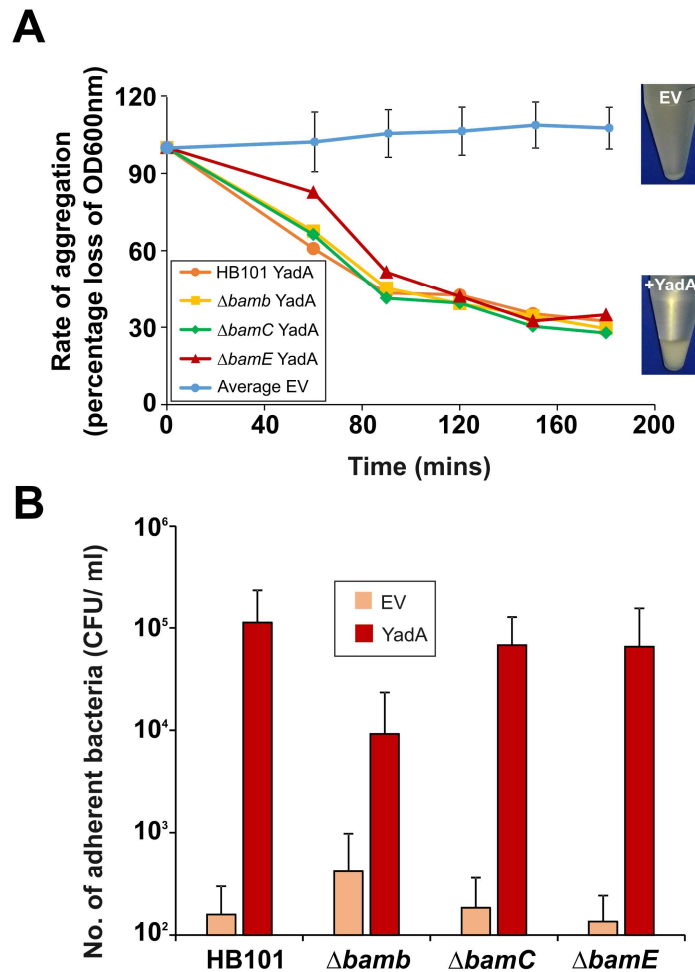 A
Rate of aggregation
(percentage loss of OD600nm)
120
90
60
30
0
HB101 YadA
Δbamb YadA
ΔbamC YadA
ΔbamE YadA
Average EV
0
40
80
120
160
200
Time (mins)
EV
+YadA
B
No. of adherent bacteria (CFU/ ml)
10⁶
10⁵
10⁴
10³
10²
EV
YadA
HB101
Δbamb
ΔbamC
ΔbamE